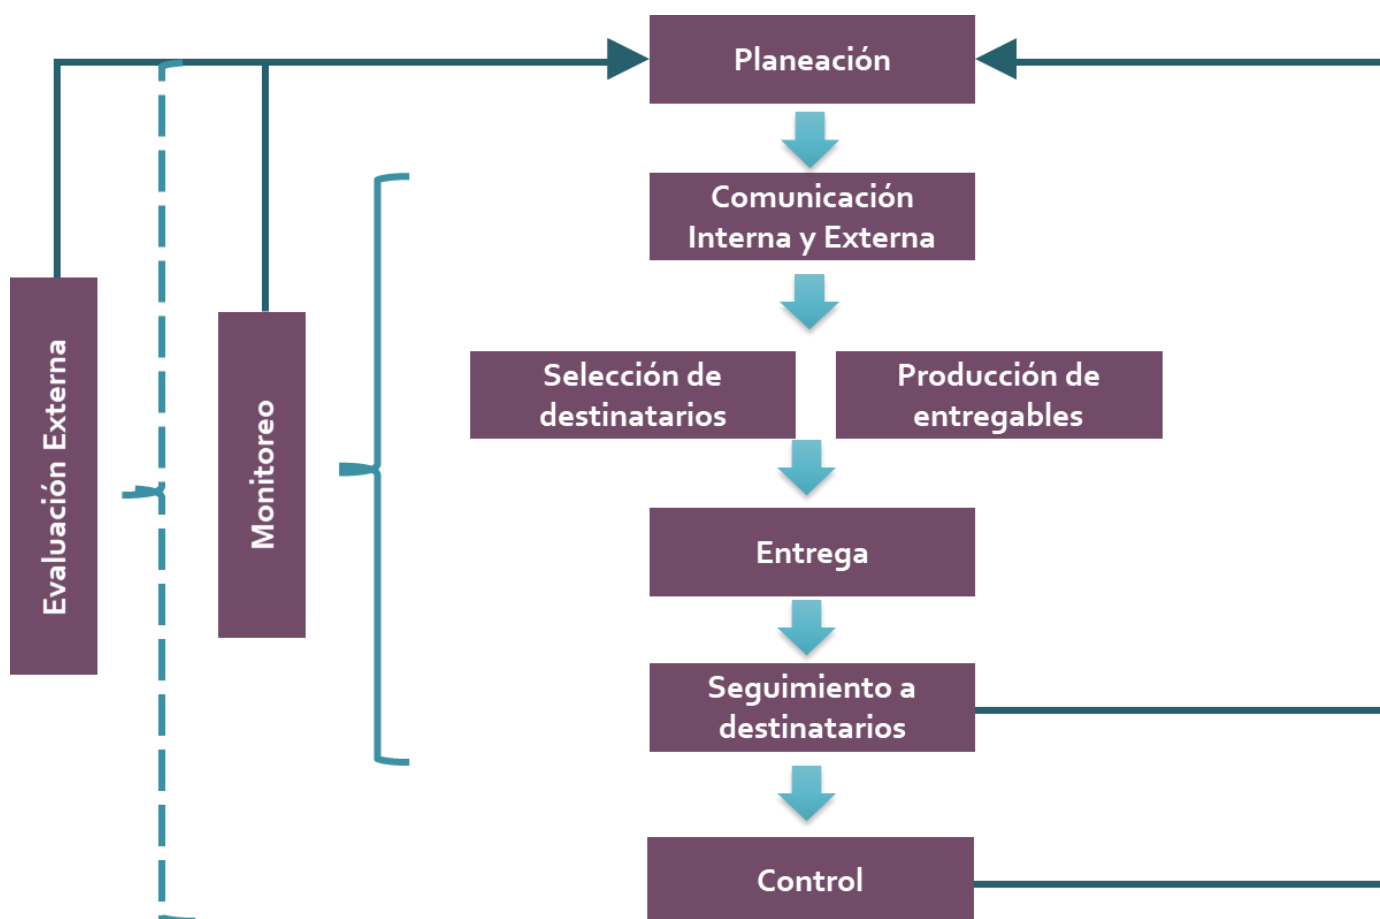 Planeación
Comunicación
Interna y Externa
Selección de
destinatarios
Producción de
entregables
Entrega
Seguimiento a
destinatarios
Control
Evaluación Externa
Monitoreo